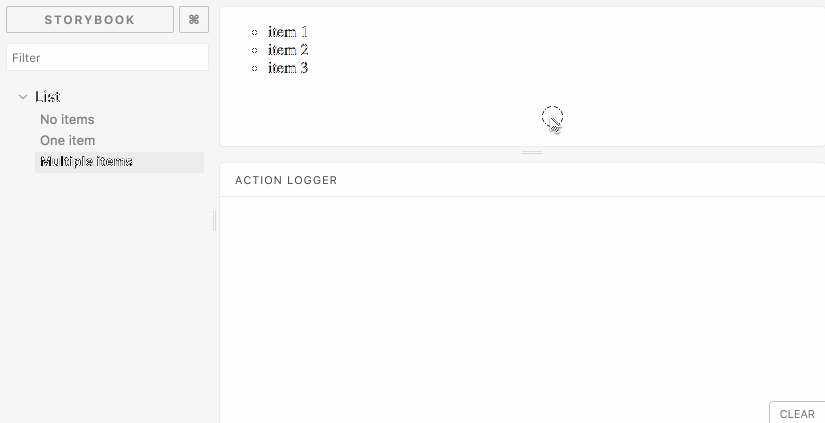 STORYBOOK ⌘
Filter
List
No items
One item
Multiple items
item 1
item 2
item 3
ACTION LOGGER
CLEAR